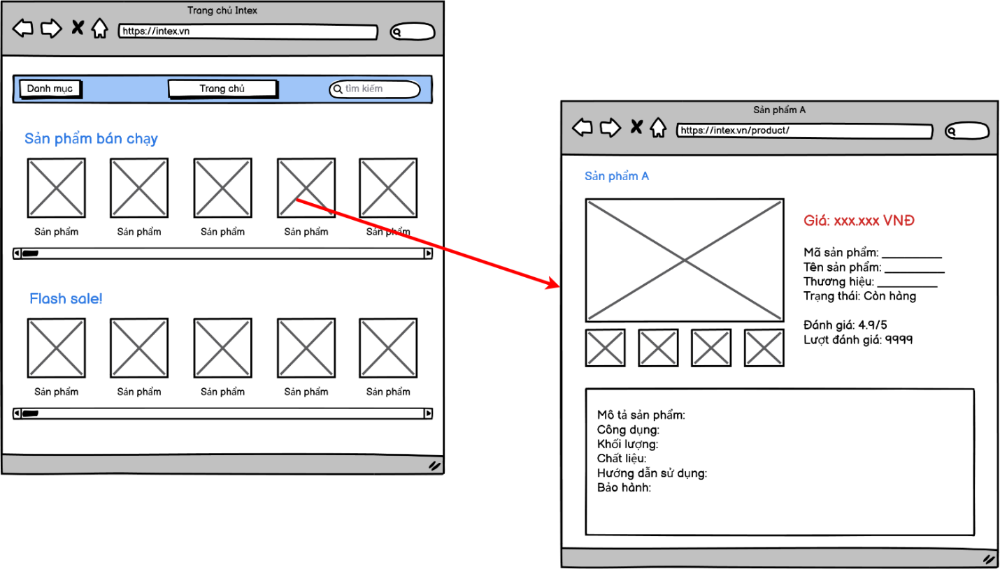 Trang chủ Intex
https://intex.vn
Danh mục
Trang chủ
tìm kiếm
Sản phẩm bán chạy
Sản phẩm
Sản phẩm
Sản phẩm
Sản phẩm
Sản phẩm
Flash sale!
Sản phẩm
Sản phẩm
Sản phẩm
Sản phẩm
Sản phẩm
Sản phẩm A
https://intex.vn/product/
Sản phẩm A
Giá: xxx.xxx VNĐ
Mã sản phẩm: __________
Tên sản phẩm: __________
Thương hiệu: __________
Trạng thái: Còn hàng
Đánh giá: 4.9/5
Lượt đánh giá: 9999
Mô tả sản phẩm:
Công dụng:
Khối lượng:
Chất liệu:
Hướng dẫn sử dụng:
Bảo hành: